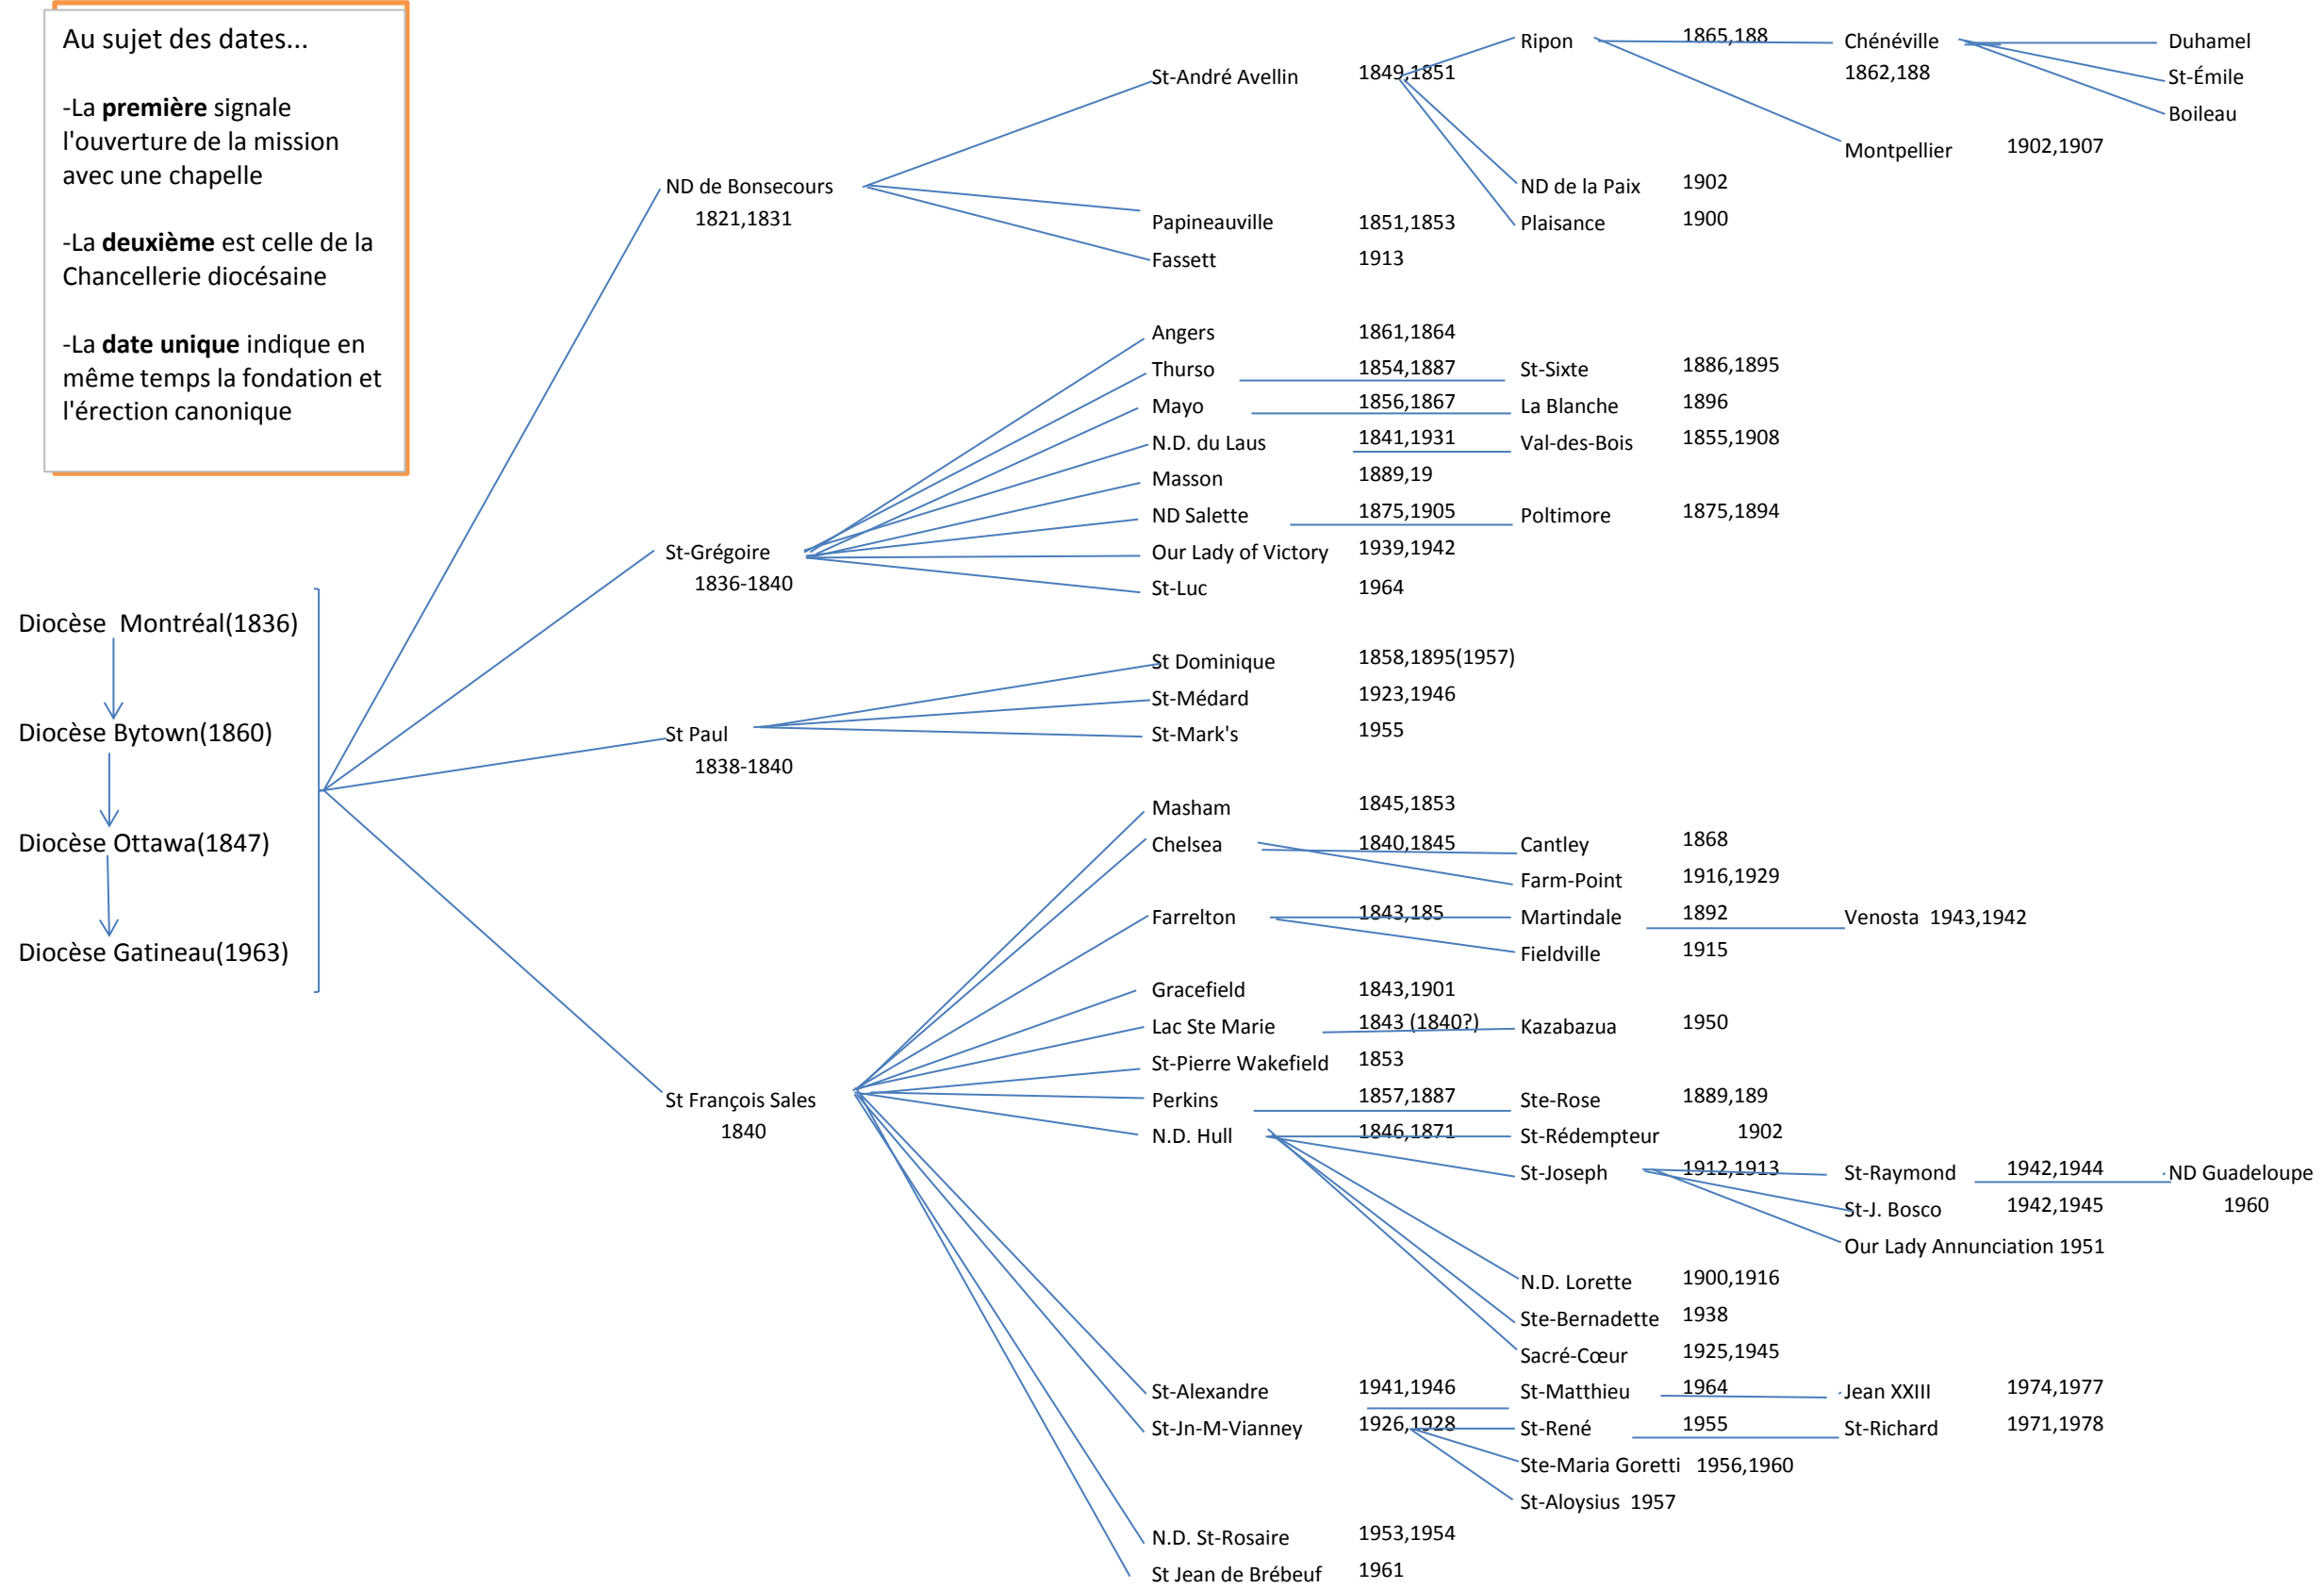 Au sujet des dates...
-La première signale
l'ouverture de la mission
avec une chapelle
-La deuxième est celle de la
Chancellerie diocésaine
-La date unique indique en
même temps la fondation et
l'érection canonique
Diocèse Montréal(1836)
Diocèse Bytown(1860)
Diocèse Ottawa(1847)
Diocèse Gatineau(1963)
ND de Bonsecours
1821,1831
St-André Avellin 1849,1851
Ripon 1865,188
Chénéville
1862,188
Duhamel
St-Émile
Boileau
Montpellier 1902,1907
ND de la Paix 1902
Plaisance 1900
Papineauville 1851,1853
Fassett 1913
St-Grégoire
1836-1840
Angers 1861,1864
Thurso 1854,1887 St-Sixte 1886,1895
Mayo 1856,1867 La Blanche 1896
N.D. du Laus 1841,1931 Val-des-Bois 1855,1908
Masson 1889,19
ND Salette 1875,1905 Poltimore 1875,1894
Our Lady of Victory 1939,1942
St-Luc 1964
St Paul
1838-1840
St Dominique 1858,1895(1957)
St-Médard 1923,1946
St-Mark's 1955
St François Sales
1840
Masham 1845,1853
Chelsea 1840,1845 Cantley 1868
Farm-Point 1916,1929
Farrelton 1843,185 Martindale 1892 Venosta 1943,1942
Fieldville 1915
Gracefield 1843,1901
Lac Ste Marie 1843 (1840?) Kazabazua 1950
St-Pierre Wakefield 1853
Perkins 1857,1887 Ste-Rose 1889,189
N.D. Hull 1846,1871 St-Rédempteur 1902
St-Joseph 1912,1913 St-Raymond 1942,1944 ND Guadeloupe
1960
St-J. Bosco 1942,1945
Our Lady Annunciation 1951
N.D. Lorette 1900,1916
Ste-Bernadette 1938
Sacré-Cœur 1925,1945
St-Alexandre 1941,1946 St-Matthieu 1964 Jean XXIII 1974,1977
St-Jn-M-Vianney 1926,1928 St-René 1955 St-Richard 1971,1978
Ste-Maria Goretti 1956,1960
St-Aloysius 1957
N.D. St-Rosaire 1953,1954
St Jean de Brébeuf 1961